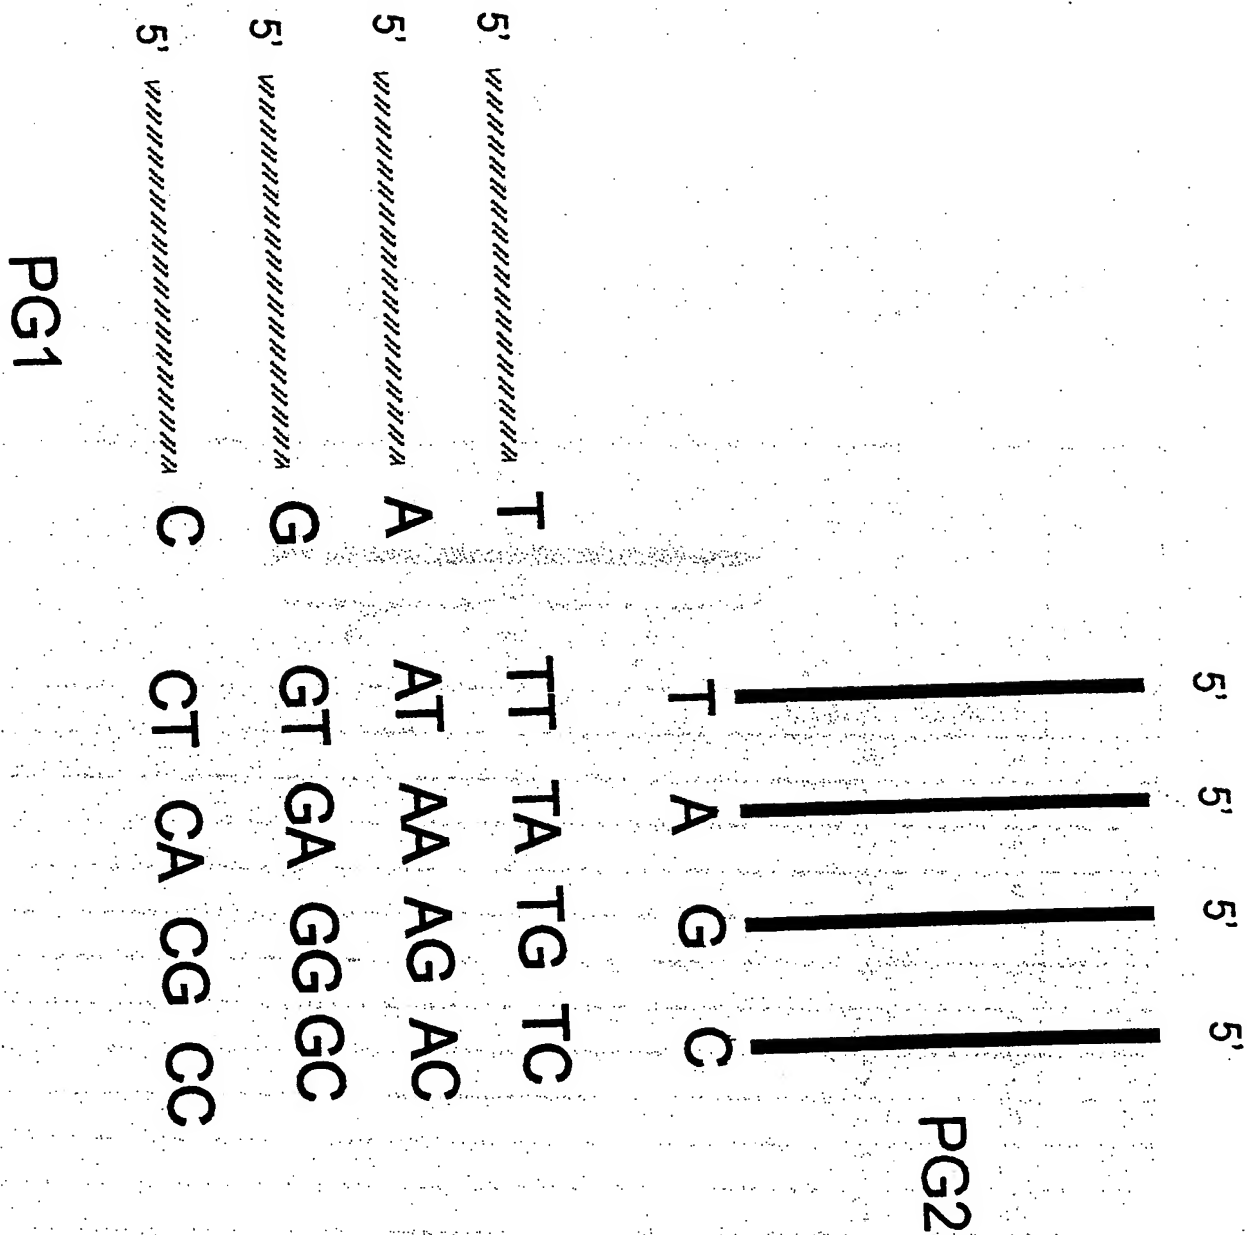 5' 5' 5' 5'
PG2
T A G C
5' T TT TA TG TC
5' A AT AA AG AC
5' G GT GA GG GC
5' C CT CA CG CC
PG1